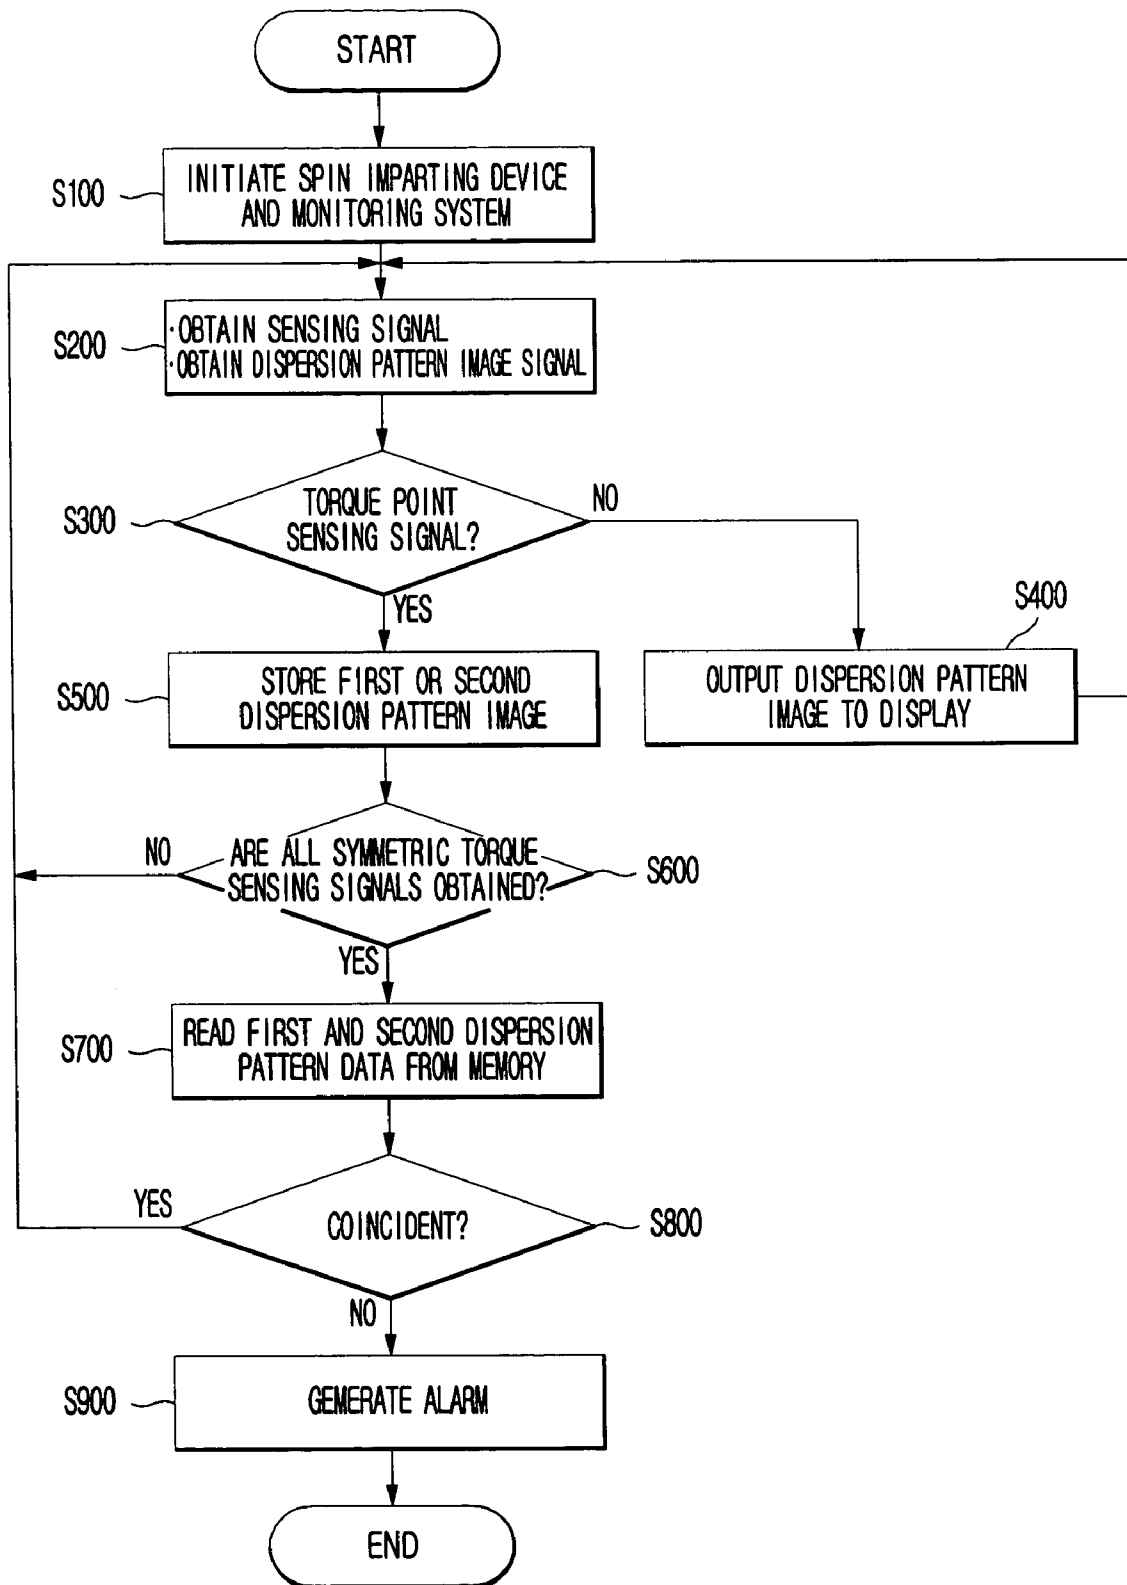 START
S100
INITIATE SPIN IMPARTING DEVICE
AND MONITORING SYSTEM
S200
·OBTAIN SENSING SIGNAL
·OBTAIN DISPERSION PATTERN IMAGE SIGNAL
S300
TORQUE POINT
SENSING SIGNAL?
NO
YES
S400
OUTPUT DISPERSION PATTERN
IMAGE TO DISPLAY
S500
STORE FIRST OR SECOND
DISPERSION PATTERN IMAGE
NO
ARE ALL SYMMETRIC TORQUE
SENSING SIGNALS OBTAINED?
S600
YES
S700
READ FIRST AND SECOND DISPERSION
PATTERN DATA FROM MEMORY
YES
COINCIDENT?
S800
NO
S900
GEMERATE ALARM
END